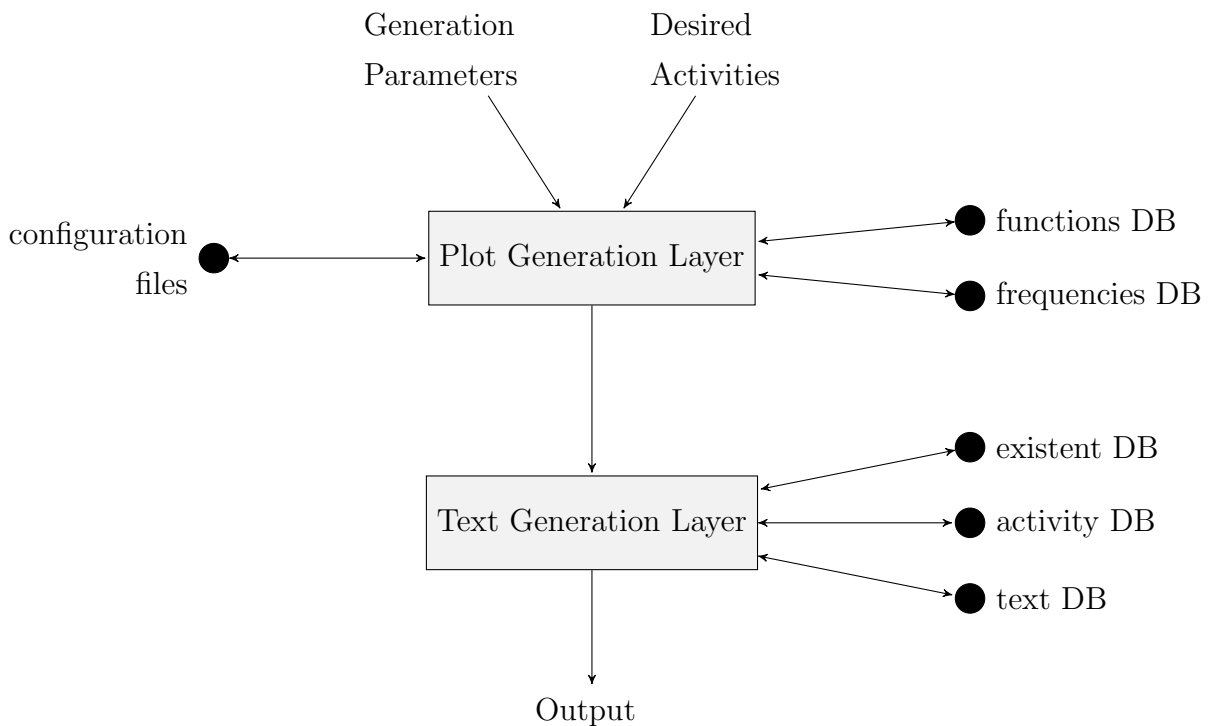 Generation
Parameters
Desired
Activities
configuration
files
Plot Generation Layer
functions DB
frequencies DB
existent DB
Text Generation Layer
activity DB
text DB
Output